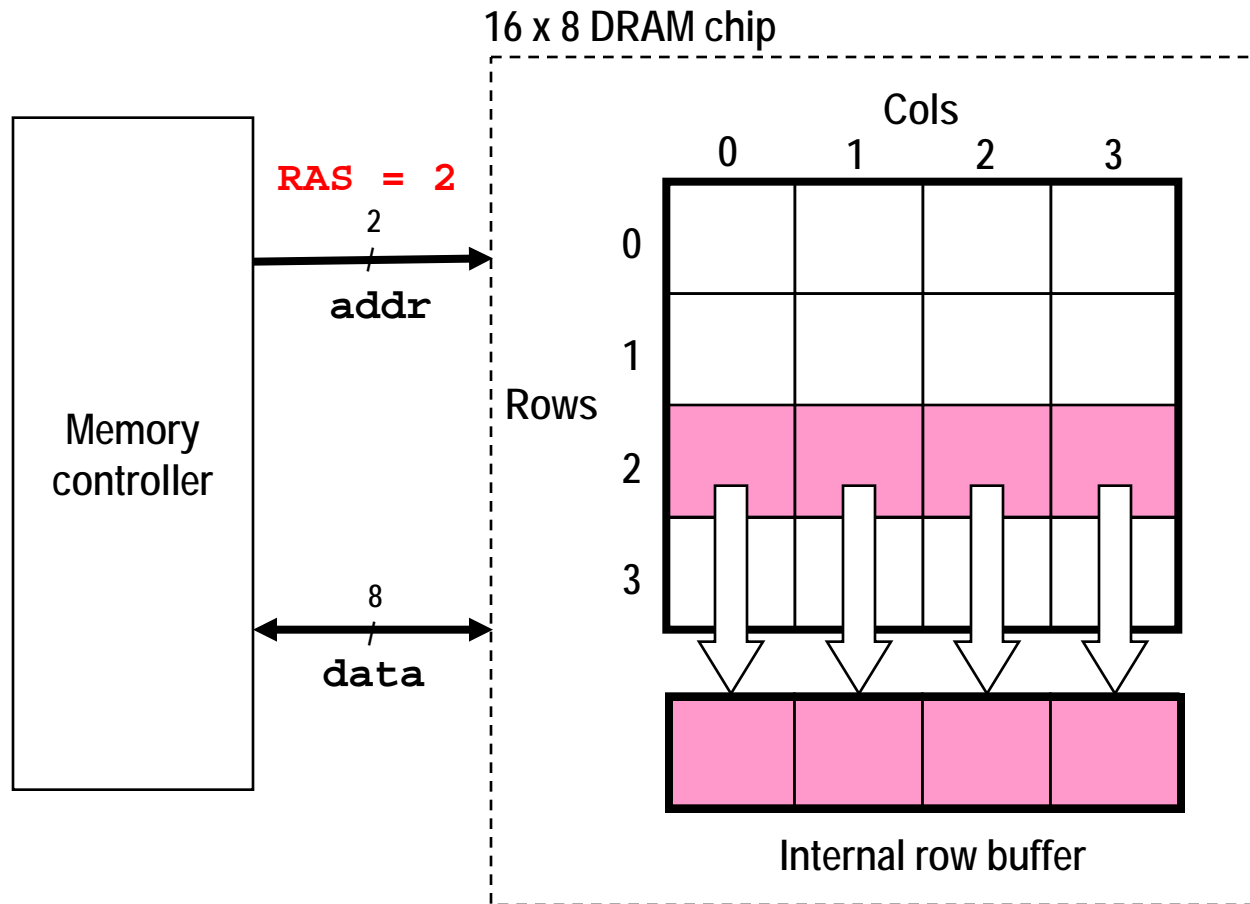 16 x 8 DRAM chip
Cols
0 1 2 3
RAS = 2
2
addr
0
1
Rows
2
3
Memory
controller
8
data
Internal row buffer